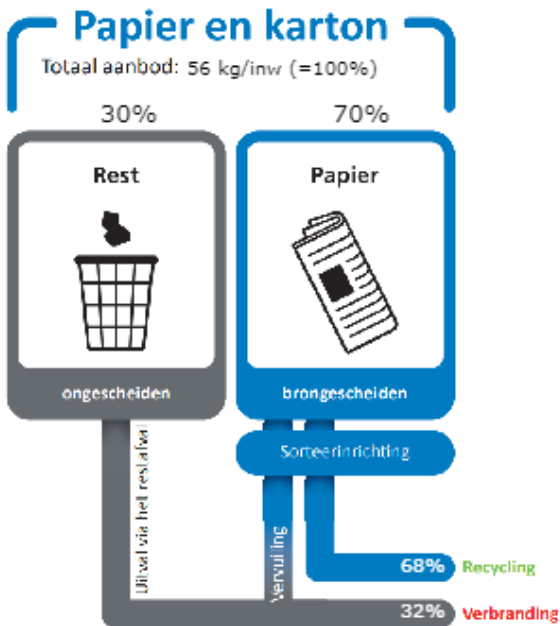 Papier en karton
Totaal aanbod: 56 kg/inw (=100%)
30%
70%
Rest
Papier
ongescheiden
brongescheiden
Sorteerinrichting
Uitval via het restafval
Vervuiling
68% Recycling
32% Verbranding